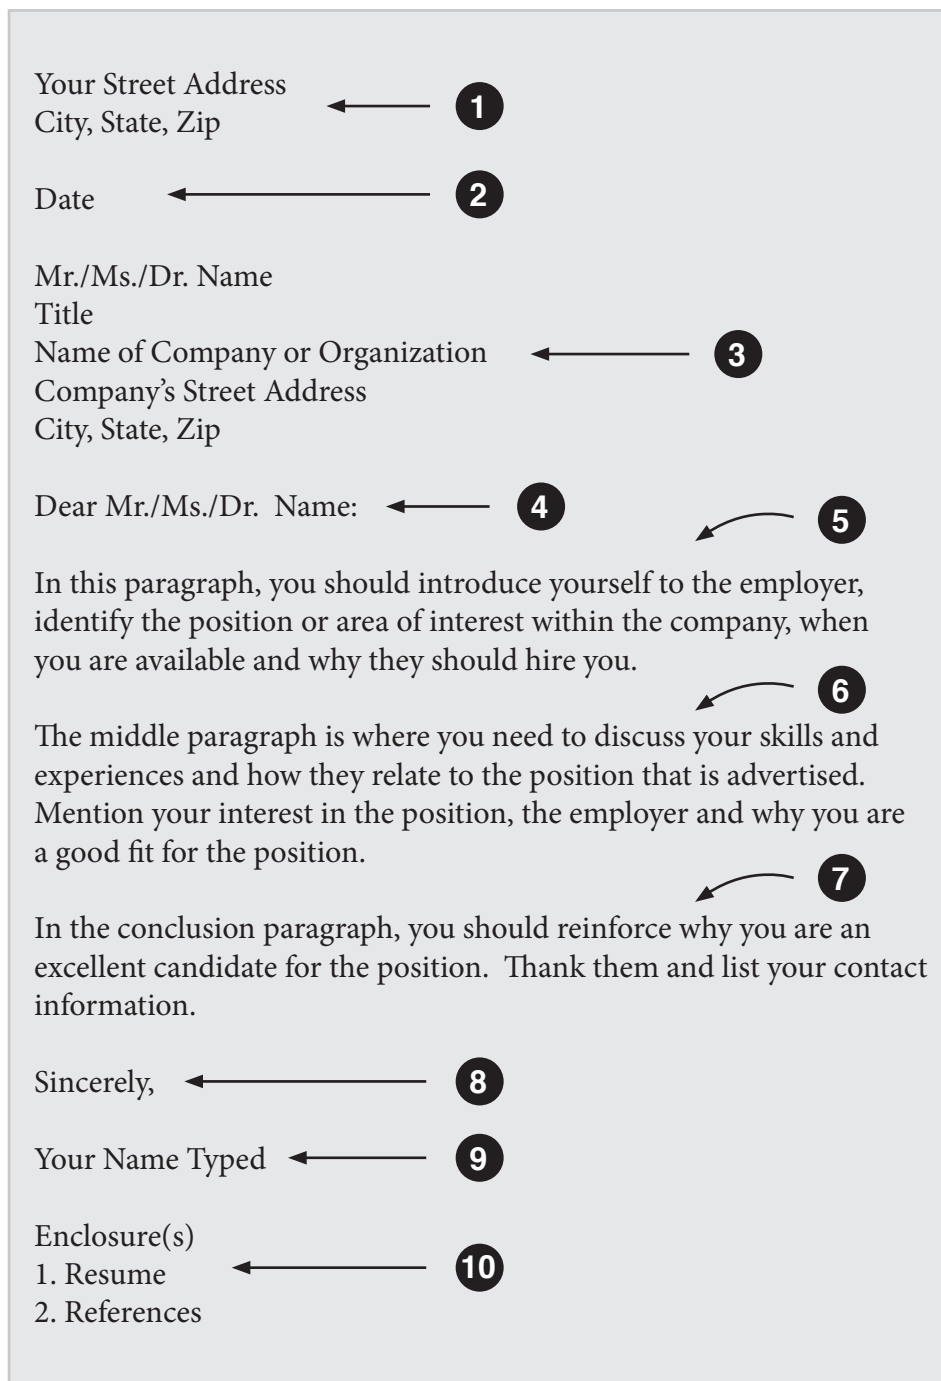 Your Street Address
City, State, Zip
1
Date
2
Mr./Ms./Dr. Name
Title
Name of Company or Organization
3
Company’s Street Address
City, State, Zip
Dear Mr./Ms./Dr.  Name:
4
5
In this paragraph, you should introduce yourself to the employer,
identify the position or area of interest within the company, when
you are available and why they should hire you.
6
The middle paragraph is where you need to discuss your skills and
experiences and how they relate to the position that is advertised.
Mention your interest in the position, the employer and why you are
a good fit for the position.
7
In the conclusion paragraph, you should reinforce why you are an
excellent candidate for the position.  Thank them and list your contact
information.
Sincerely,
8
Your Name Typed
9
Enclosure(s)
1. Resume
10
2. References